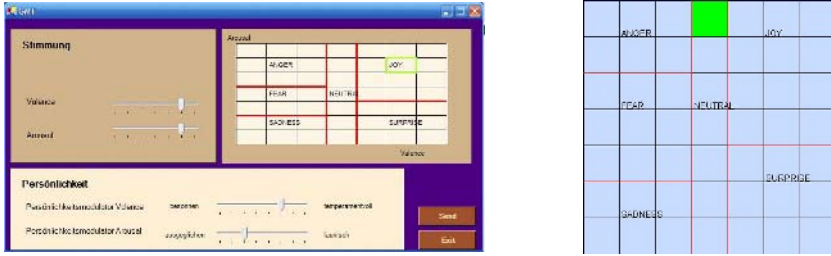 Stimmung
Valence
Arousal
Arousal
ANGER
JOY
FEAR
NEUTRAL
SADNESS
SURPRISE
Valence
Persönlichkeit
Persönlichkeitsmodulator Valence
besonnen
temperamentvoll
Persönlichkeitsmodulator Arousal
ausgeglichen
launisch
Send
Exit
ANGER
JOY
FEAR
NEUTRAL
SURPRISE
SADNESS